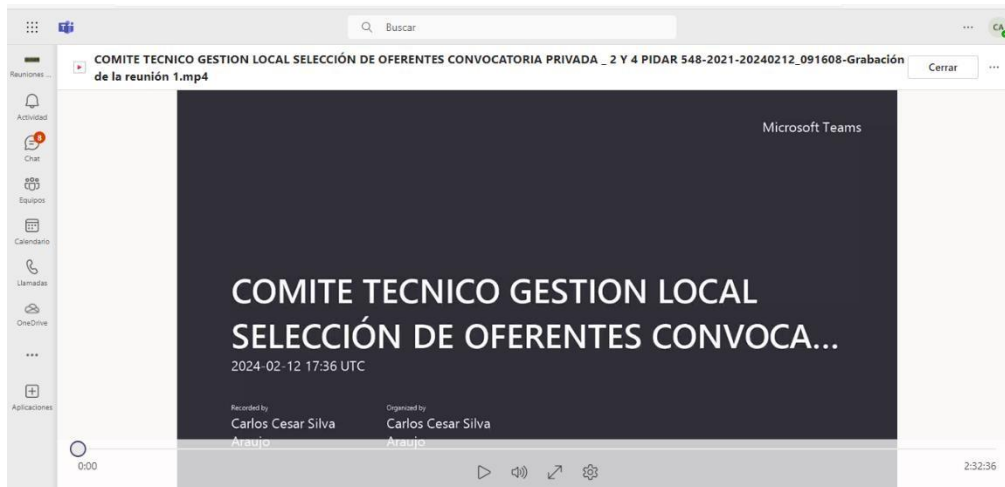 Buscar
CA
Reuniones ...
COMITE TECNICO GESTION LOCAL SELECCIÓN DE OFERENTES CONVOCATORIA PRIVADA _ 2 Y 4 PIDAR 548-2021-20240212_091608-Grabación
de la reunión 1.mp4
Cerrar
Actividad
8
Chat
Equipos
Calendario
Llamadas
OneDrive
Aplicaciones
Microsoft Teams
COMITE TECNICO GESTION LOCAL
SELECCIÓN DE OFERENTES CONVOCA...
2024-02-12 17:36 UTC
Recorded by
Carlos Cesar Silva
Araujo
Organized by
Carlos Cesar Silva
Araujo
0:00
2:32:36